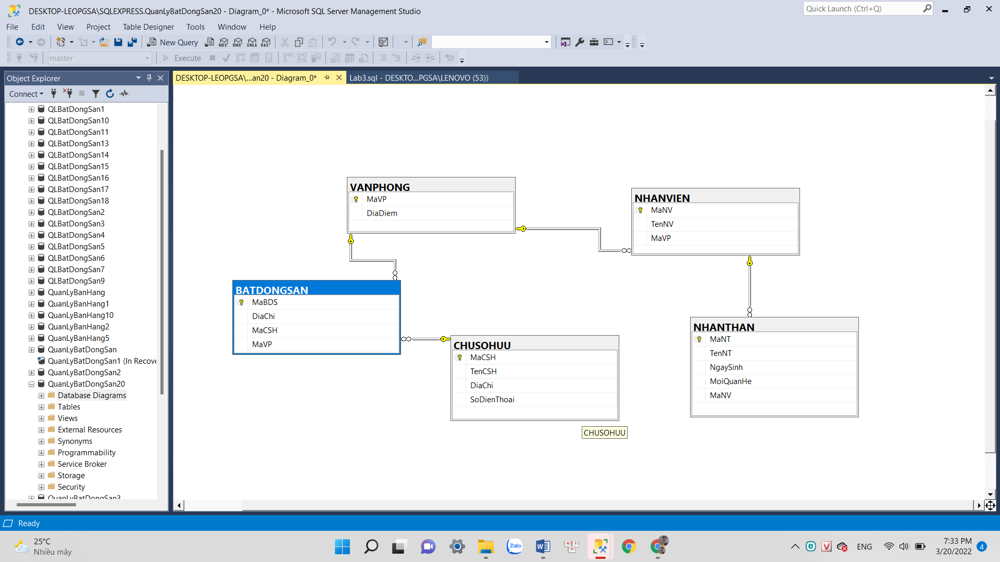 DESKTOP-LEOPGSA\SQLEXPRESS.QuanLyBatDongSan20 - Diagram_0* - Microsoft SQL Server Management Studio
Quick Launch (Ctrl+Q)
File Edit View Project Table Designer Tools Window Help
New Query MDX DMX XMLA DAX
master Execute
Object Explorer
DESKTOP-LEOPGSA\...an20 - Diagram_0*
Lab3.sql - DESKTO...PGSA\LENOVO (53))
Connect
QLBatDongSan1
QLBatDongSan10
QLBatDongSan11
QLBatDongSan13
QLBatDongSan14
QLBatDongSan15
QLBatDongSan16
QLBatDongSan17
QLBatDongSan18
QLBatDongSan2
QLBatDongSan3
QLBatDongSan4
QLBatDongSan5
QLBatDongSan6
QLBatDongSan7
QLBatDongSan9
QuanLyBanHang
QuanLyBanHang1
QuanLyBanHang10
QuanLyBanHang2
QuanLyBanHang5
QuanLyBatDongSan
QuanLyBatDongSan1 (In Recove
QuanLyBatDongSan2
QuanLyBatDongSan20
Database Diagrams
Tables
Views
External Resources
Synonyms
Programmability
Service Broker
Storage
Security
QuanLyBatDongSan3
VANPHONG
MaVP
DiaDiem
NHANVIEN
MaNV
TenNV
MaVP
BATDONGSAN
MaBDS
DiaChi
MaCSH
MaVP
CHUSOHUU
MaCSH
TenCSH
DiaChi
SoDienThoai
CHUSOHUU
NHANTHAN
MaNT
TenNT
NgaySinh
MoiQuanHe
MaNV
Ready
25°C
Nhiều mây
Zalo
ENG
7:33 PM
3/20/2022
4